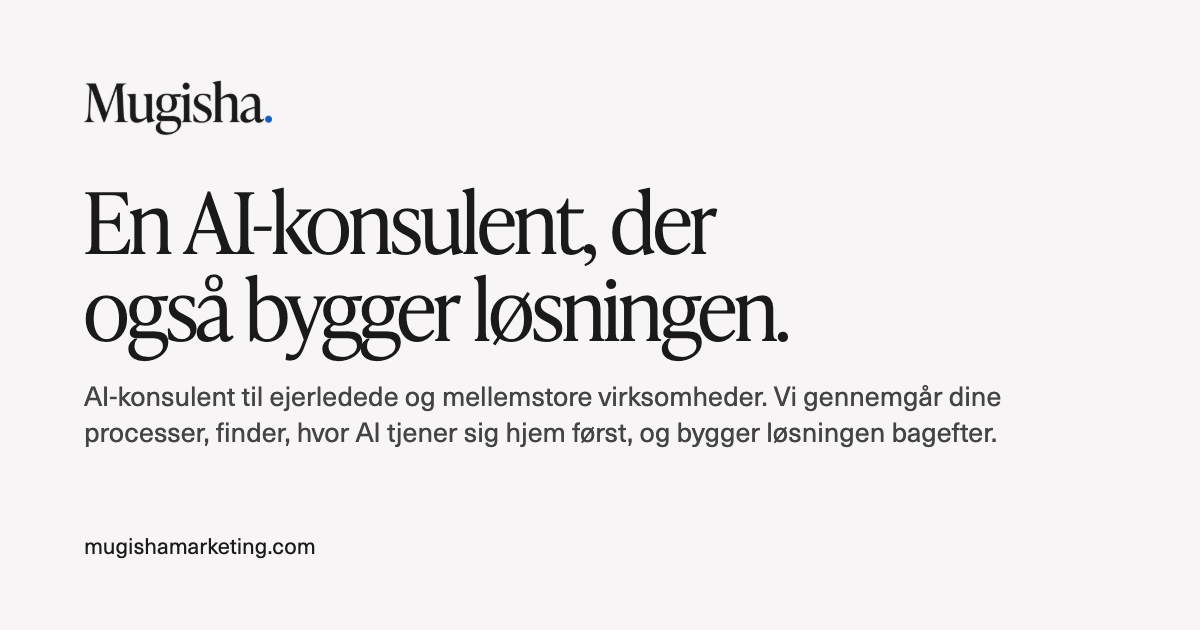 Mugisha.
En AI-konsulent, der
også bygger løsningen.
AI-konsulent til ejerledede og mellemstore virksomheder. Vi gennemgår dine
processer, finder, hvor AI tjener sig hjem først, og bygger løsningen bagefter.
mugishamarketing.com